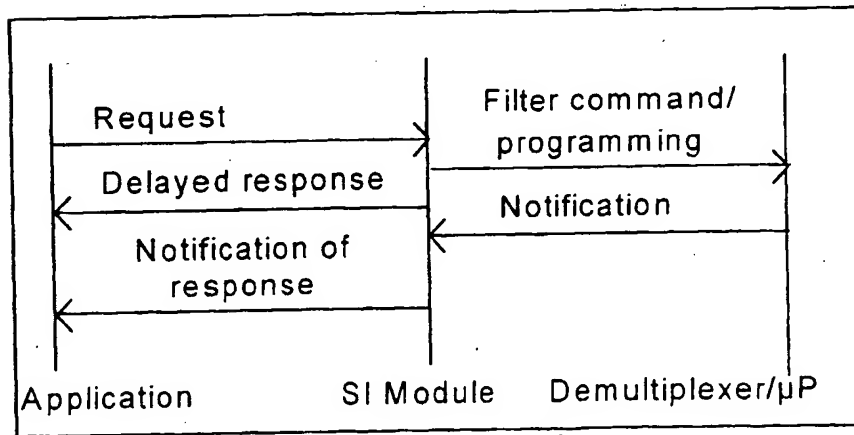 Request
Filter command/
programming
Delayed response
Notification
Notification of
response
Application
SI Module
Demultiplexer/µP